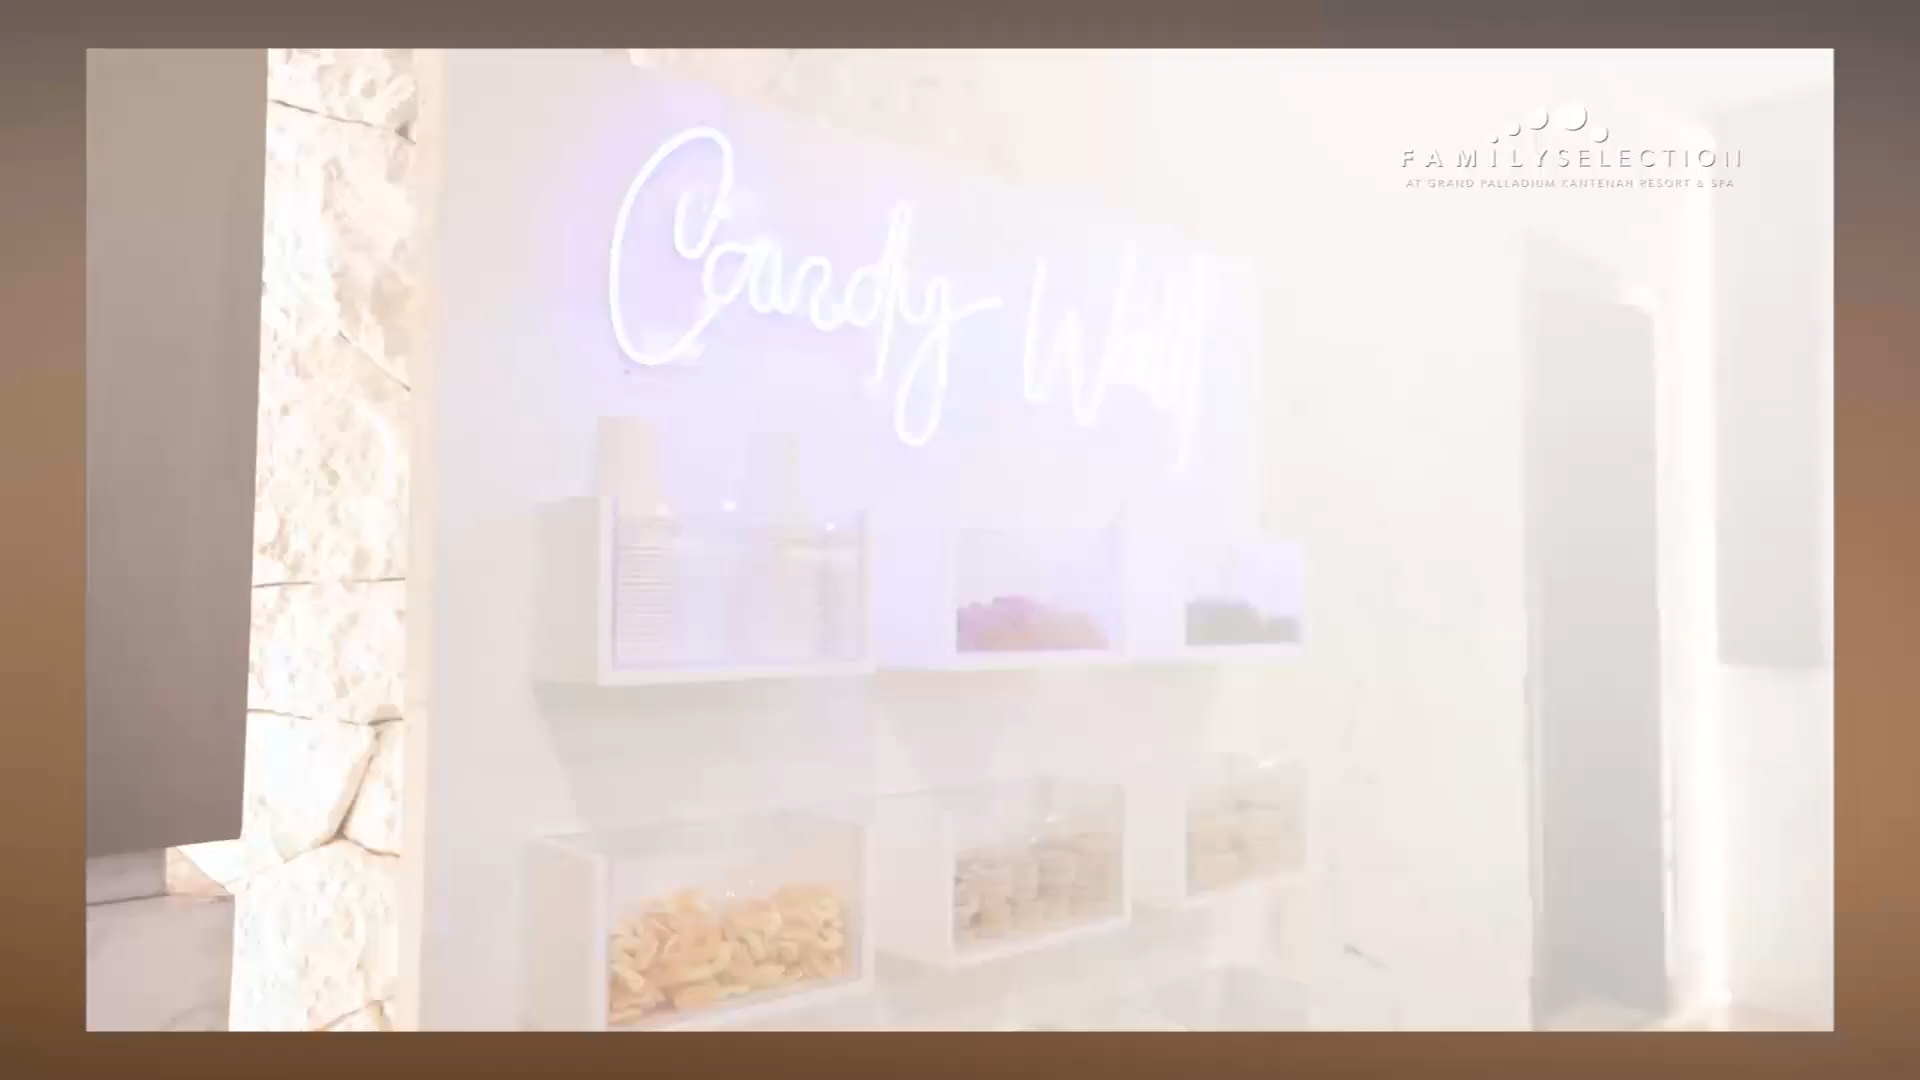 Candy Wall
FAMILYSELECTION
AT GRAND PALLADIUM KANTENAH RESORT & SPA